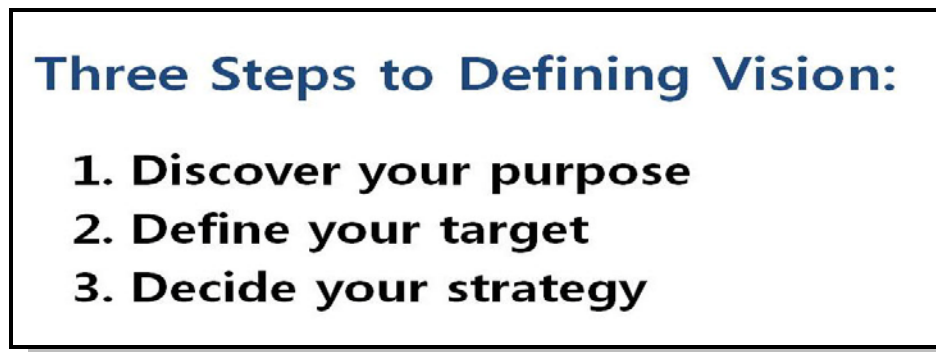 Three Steps to Defining Vision:
1. Discover your purpose
2. Define your target
3. Decide your strategy